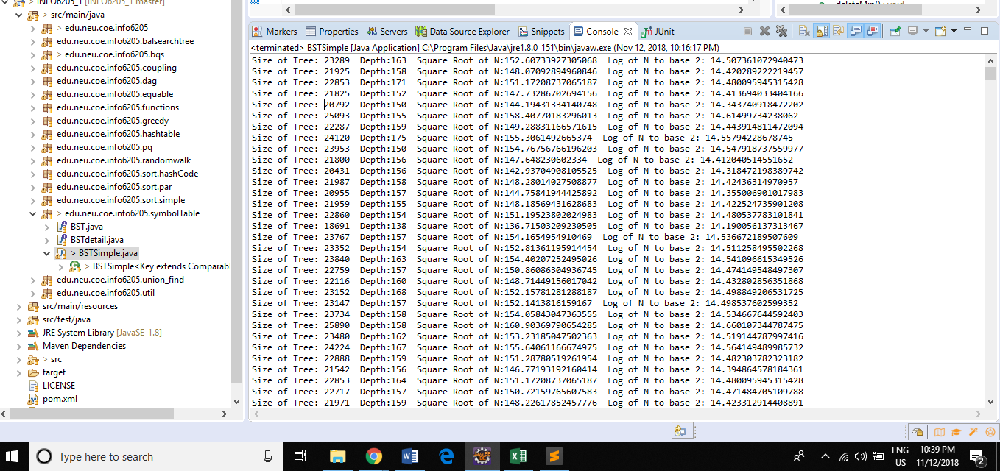 INFO6205_1 [INFO6205_1 master]
> src/main/java
> edu.neu.coe.info6205
edu.neu.coe.info6205.balsearchtree
> edu.neu.coe.info6205.bqs
edu.neu.coe.info6205.coupling
edu.neu.coe.info6205.dag
edu.neu.coe.info6205.equable
edu.neu.coe.info6205.functions
edu.neu.coe.info6205.greedy
edu.neu.coe.info6205.hashtable
edu.neu.coe.info6205.pq
edu.neu.coe.info6205.randomwalk
edu.neu.coe.info6205.sort.hashCode
edu.neu.coe.info6205.sort.par
edu.neu.coe.info6205.sort.simple
> edu.neu.coe.info6205.symbolTable
BST.java
BSTdetail.java
> BSTSimple.java
> BSTSimple<Key extends Comparabl
edu.neu.coe.info6205.union_find
edu.neu.coe.info6205.util
src/main/resources
src/test/java
JRE System Library [JavaSE-1.8]
Maven Dependencies
> src
target
LICENSE
pom.xml
deleteMin() : void
Markers Properties Servers Data Source Explorer Snippets Console JUnit
<terminated> BSTSimple [Java Application] C:\Program Files\Java\jre1.8.0_151\bin\javaw.exe (Nov 12, 2018, 10:16:17 PM)
Size of Tree: 23289 Depth:163 Square Root of N:152.60733927305068 Log of N to base 2: 14.507361072940473
Size of Tree: 21925 Depth:158 Square Root of N:148.07092894960846 Log of N to base 2: 14.420289222219457
Size of Tree: 22853 Depth:171 Square Root of N:151.17208737065187 Log of N to base 2: 14.480095945315428
Size of Tree: 21825 Depth:152 Square Root of N:147.73286702694156 Log of N to base 2: 14.413694033404166
Size of Tree: 20792 Depth:150 Square Root of N:144.19431334140748 Log of N to base 2: 14.343740918472202
Size of Tree: 25093 Depth:155 Square Root of N:158.40770183296013 Log of N to base 2: 14.61499734238062
Size of Tree: 22287 Depth:159 Square Root of N:149.28831166571615 Log of N to base 2: 14.443914811472094
Size of Tree: 24120 Depth:175 Square Root of N:155.3061492665374 Log of N to base 2: 14.55794228678745
Size of Tree: 23953 Depth:150 Square Root of N:154.76756766196203 Log of N to base 2: 14.547918737559977
Size of Tree: 21800 Depth:156 Square Root of N:147.648230602334 Log of N to base 2: 14.412040514551652
Size of Tree: 20431 Depth:156 Square Root of N:142.93704908105525 Log of N to base 2: 14.318472198389742
Size of Tree: 21987 Depth:158 Square Root of N:148.28014027508877 Log of N to base 2: 14.42436314970957
Size of Tree: 20955 Depth:157 Square Root of N:144.75841944425892 Log of N to base 2: 14.355006901017983
Size of Tree: 21959 Depth:155 Square Root of N:148.18569431628683 Log of N to base 2: 14.422524735901208
Size of Tree: 22860 Depth:154 Square Root of N:151.19523802024983 Log of N to base 2: 14.480537783101841
Size of Tree: 18691 Depth:138 Square Root of N:136.71503209230505 Log of N to base 2: 14.190056137313467
Size of Tree: 23767 Depth:157 Square Root of N:154.1654954910469 Log of N to base 2: 14.536672189507609
Size of Tree: 23352 Depth:154 Square Root of N:152.81361195914454 Log of N to base 2: 14.511258495502268
Size of Tree: 23840 Depth:163 Square Root of N:154.40207252495026 Log of N to base 2: 14.541096615349526
Size of Tree: 22759 Depth:157 Square Root of N:150.86086304936745 Log of N to base 2: 14.474149548497307
Size of Tree: 22116 Depth:160 Square Root of N:148.71449156017042 Log of N to base 2: 14.432802856351868
Size of Tree: 23152 Depth:168 Square Root of N:152.15781281288187 Log of N to base 2: 14.498849206531725
Size of Tree: 23147 Depth:157 Square Root of N:152.1413816159167 Log of N to base 2: 14.498537602599352
Size of Tree: 23734 Depth:158 Square Root of N:154.05843047363555 Log of N to base 2: 14.534667644592403
Size of Tree: 25890 Depth:158 Square Root of N:160.90369790654285 Log of N to base 2: 14.660107344787475
Size of Tree: 23480 Depth:162 Square Root of N:153.23185047502363 Log of N to base 2: 14.519144787997416
Size of Tree: 24224 Depth:167 Square Root of N:155.64061166674975 Log of N to base 2: 14.564149489985732
Size of Tree: 22888 Depth:159 Square Root of N:151.28780519261954 Log of N to base 2: 14.482303782323182
Size of Tree: 21542 Depth:156 Square Root of N:146.77193192160414 Log of N to base 2: 14.394864578184361
Size of Tree: 22853 Depth:164 Square Root of N:151.17208737065187 Log of N to base 2: 14.480095945315428
Size of Tree: 22717 Depth:157 Square Root of N:150.72159765607583 Log of N to base 2: 14.471484705109788
Size of Tree: 21971 Depth:159 Square Root of N:148.22617852457776 Log of N to base 2: 14.423312914408891
Type here to search
ENG
US
10:39 PM
11/12/2018
2